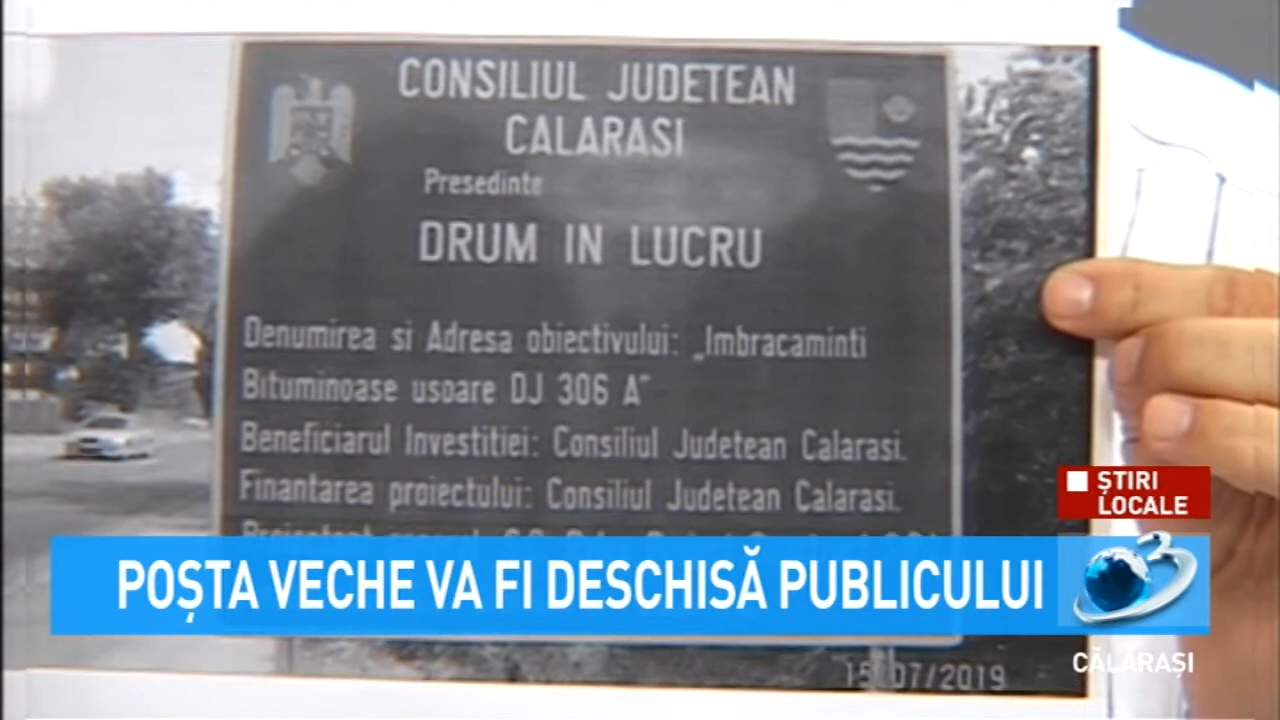 CONSILIUL JUDETEAN
CALARASI
Presedinte
DRUM IN LUCRU
Denumirea si Adresa obiectivului: „Imbracaminti
Bituminoase usoare DJ 306 A"
Beneficiarul Investitiei: Consiliul Judetean Calarasi.
Finantarea proiectului: Consiliul Judetean Calarasi.
ȘTIRI
LOCALE
POȘTA VECHE VA FI DESCHISĂ PUBLICULUI
3
CĂLĂRAȘI
15/07/2019